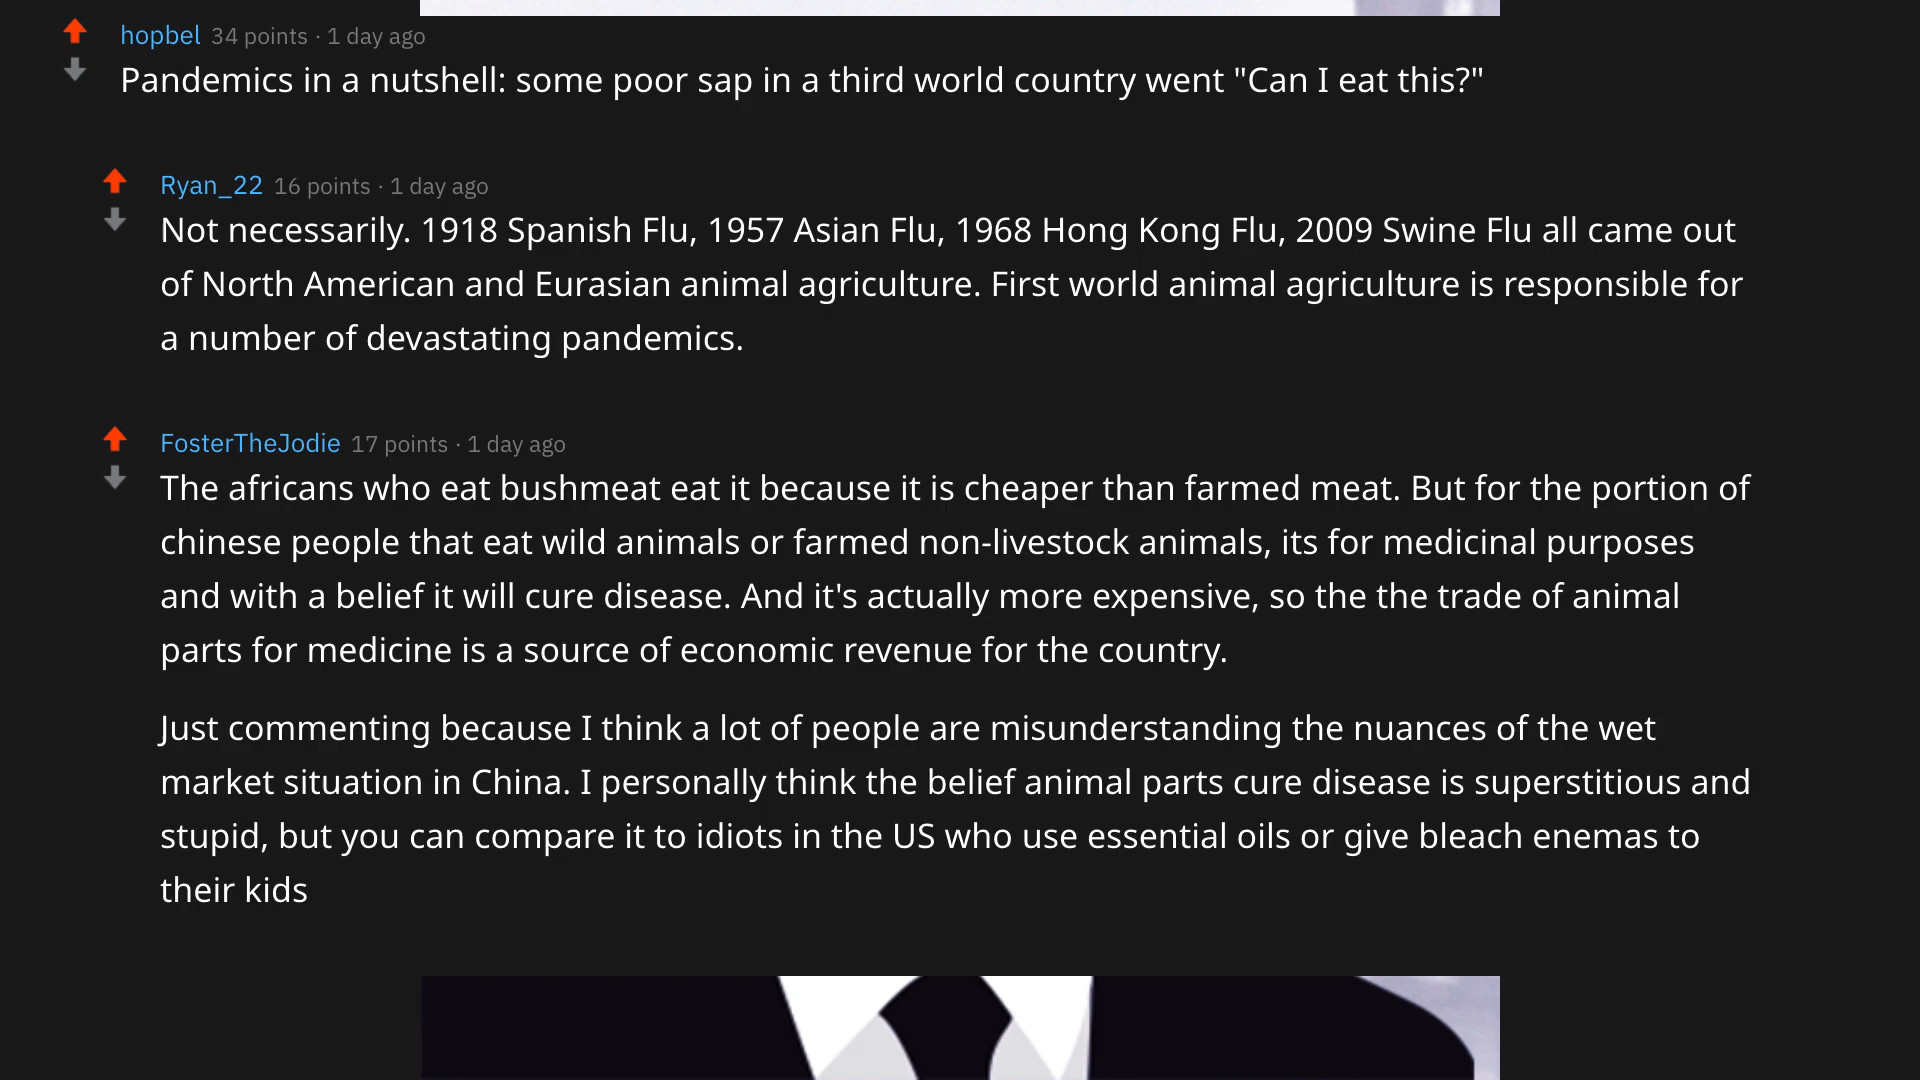 hopbel 34 points · 1 day ago
Pandemics in a nutshell: some poor sap in a third world country went "Can I eat this?"
Ryan_22 16 points · 1 day ago
Not necessarily. 1918 Spanish Flu, 1957 Asian Flu, 1968 Hong Kong Flu, 2009 Swine Flu all came out
of North American and Eurasian animal agriculture. First world animal agriculture is responsible for
a number of devastating pandemics.
FosterTheJodie 17 points · 1 day ago
The africans who eat bushmeat eat it because it is cheaper than farmed meat. But for the portion of
chinese people that eat wild animals or farmed non-livestock animals, its for medicinal purposes
and with a belief it will cure disease. And it's actually more expensive, so the the trade of animal
parts for medicine is a source of economic revenue for the country.
Just commenting because I think a lot of people are misunderstanding the nuances of the wet
market situation in China. I personally think the belief animal parts cure disease is superstitious and
stupid, but you can compare it to idiots in the US who use essential oils or give bleach enemas to
their kids